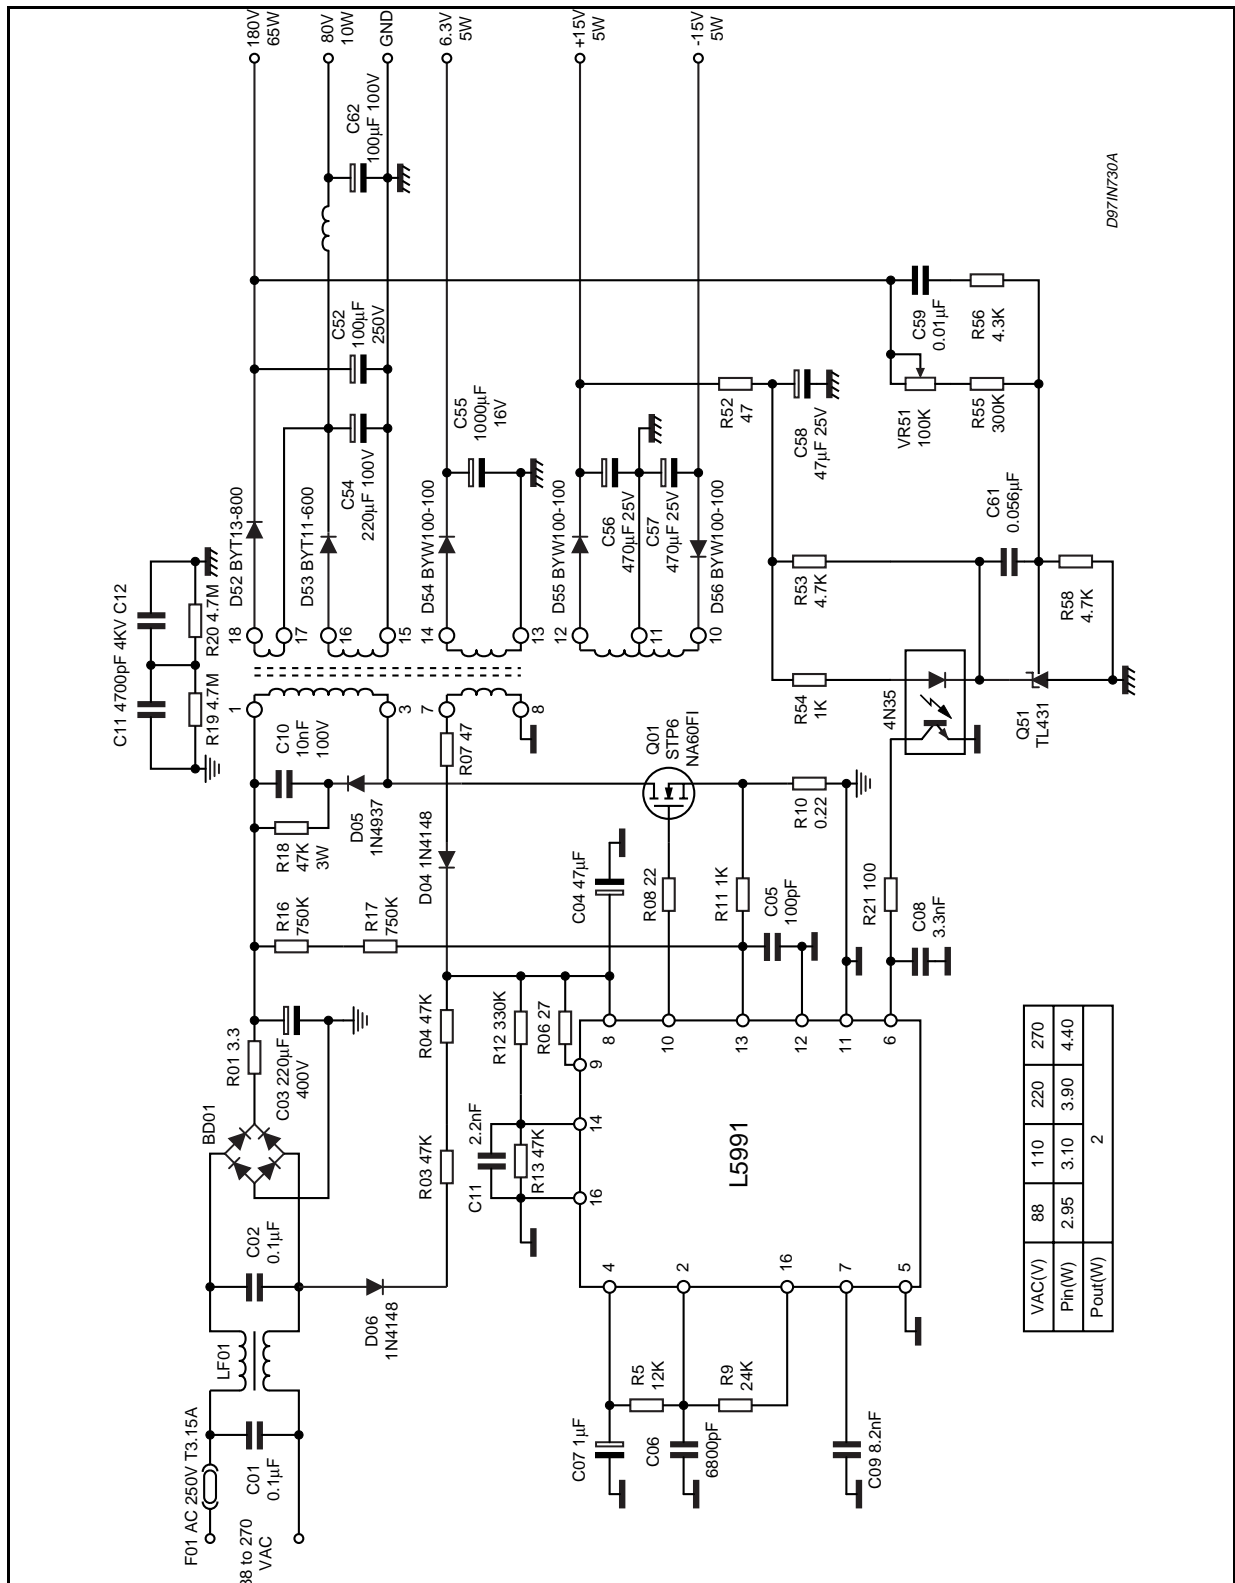 F01 AC 250V T3.15A
88 to 270
VAC
C01
0.1µF
LF01
C02
0.1µF
BD01
R01 3.3
C03 220µF
400V
D06
1N4148
R03 47K
R04 47K
R16
750K
R17
750K
R18
47K
3W
C10
10nF
100V
D05
1N4937
D04 1N4148
R07 47
C11 4700pF 4KV C12
R19 4.7M
R20 4.7M
1
3
7
8
18
17
16
15
14
13
12
11
10
D52 BYT13-800
D53 BYT11-600
C54
220µF 100V
C52
100µF
250V
C62
100µF 100V
180V
65W
80V
10W
GND
6.3V
5W
+15V
5W
-15V
5W
D54 BYW100-100
C55
1000µF
16V
D55 BYW100-100
C56
470µF 25V
C57
470µF 25V
D56 BYW100-100
C11
2.2nF
R13 47K
R12 330K
R06 27
C04 47µF
Q01
STP6
NA60FI
R08 22
R11 1K
R10
0.22
C05
100pF
R21 100
C08
3.3nF
L5991
4
2
16
7
5
16
14
9
8
10
13
12
11
6
C07 1µF
R5
12K
C06
6800pF
R9
24K
C09 8.2nF
R52
47
C58
47µF 25V
R53
4.7K
R54
1K
4N35
Q51
TL431
C61
0.056µF
R58
4.7K
VR51
100K
R55
300K
C59
0.01µF
R56
4.3K
VAC(V) 88 110 220 270
Pin(W) 2.95 3.10 3.90 4.40
Pout(W) 2
D97IN730A